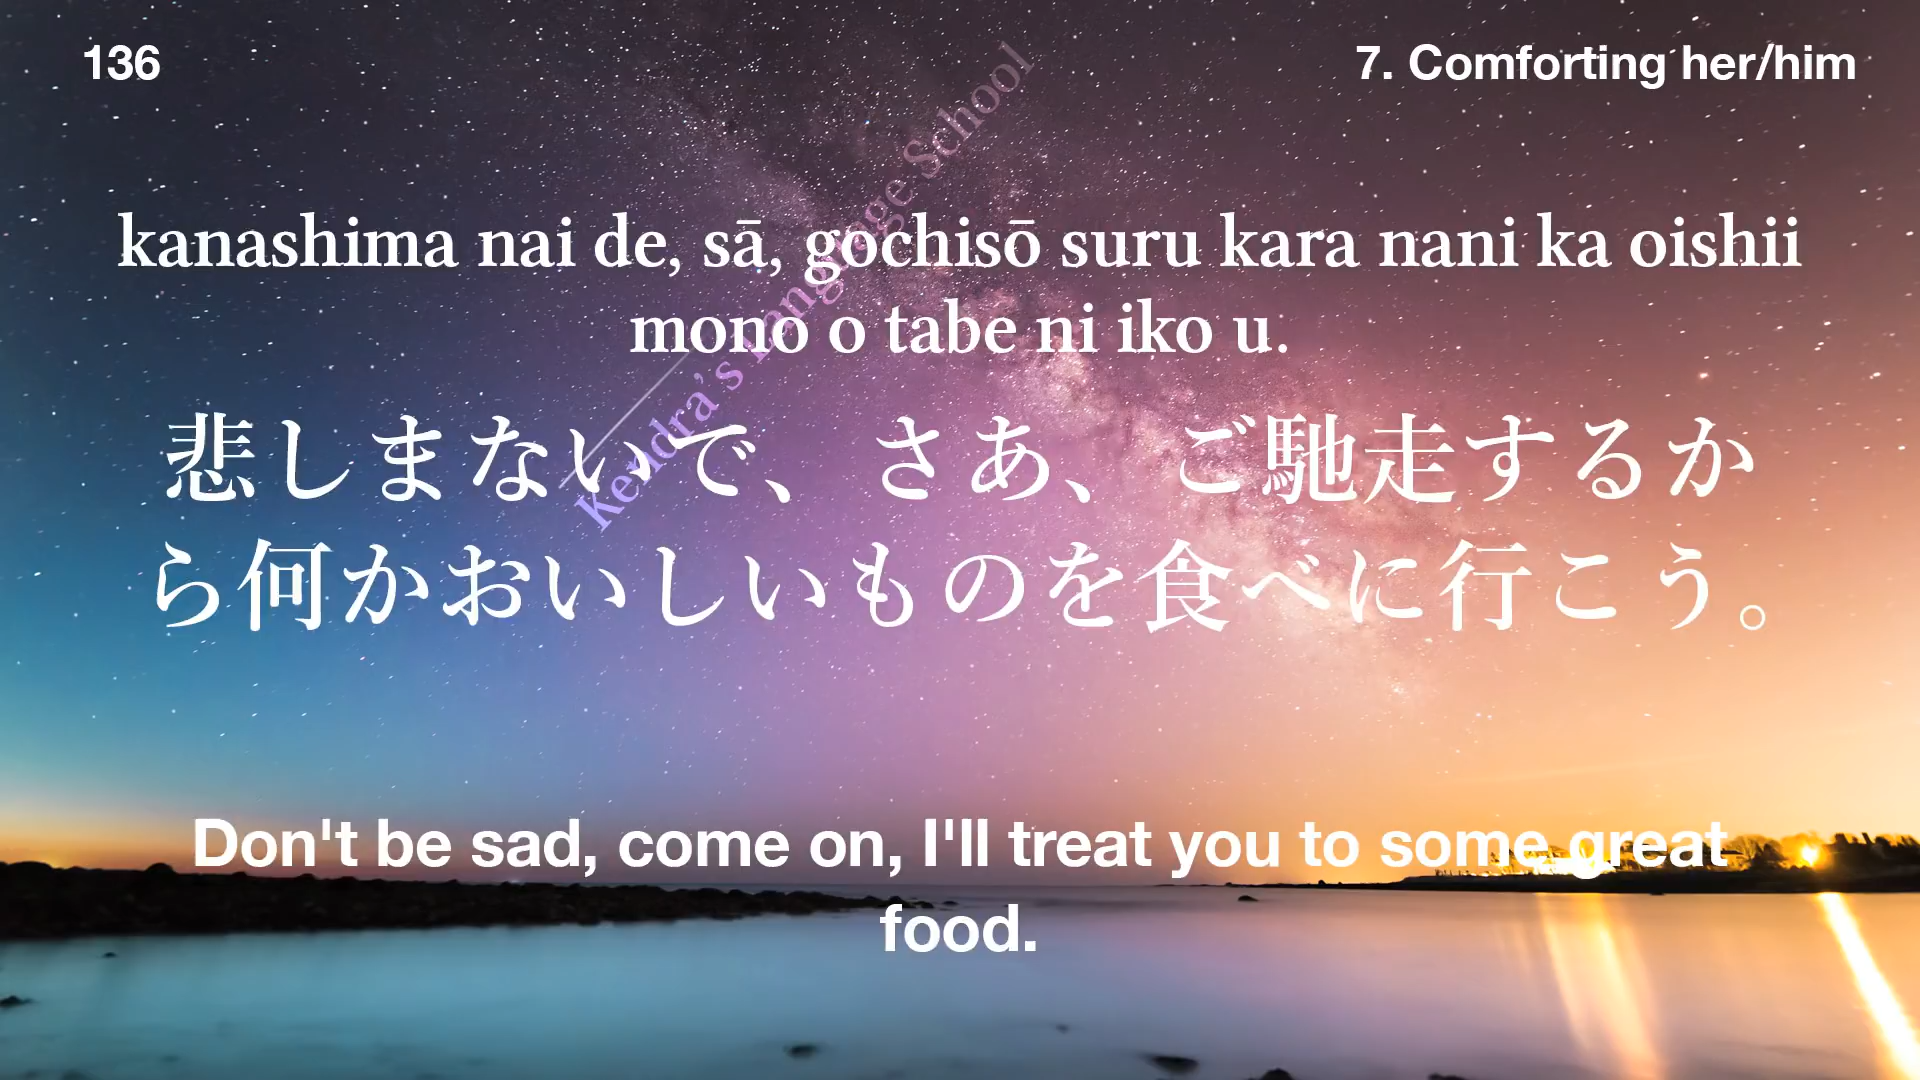 136
7. Comforting her/him
Kendra's Language School
kanashima nai de, sā, gochisō suru kara nani ka oishii
mono o tabe ni iko u.
悲しまないで、さあ、ご馳走するか
ら何かおいしいものを食べに行こう。
Don't be sad, come on, I'll treat you to some great
food.